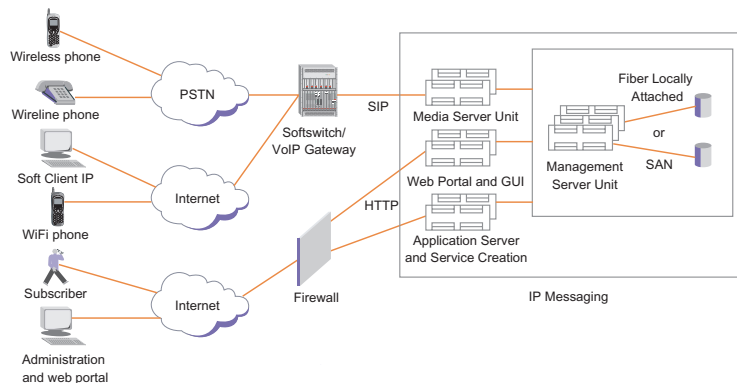 Wireless phone
Wireline phone
PSTN
Softswitch/
VoIP Gateway
SIP
Media Server Unit
Fiber Locally
Attached
or
SAN
Management
Server Unit
Soft Client IP
WiFi phone
Internet
Web Portal and GUI
HTTP
Application Server
and Service Creation
Subscriber
Internet
Firewall
IP Messaging
Administration
and web portal